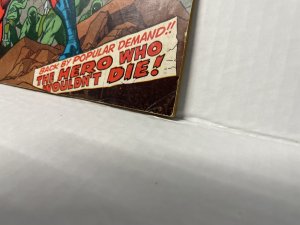 BACK BY POPULAR DEMAND!!
THE HERO WHO
WOULDN'T DIE!